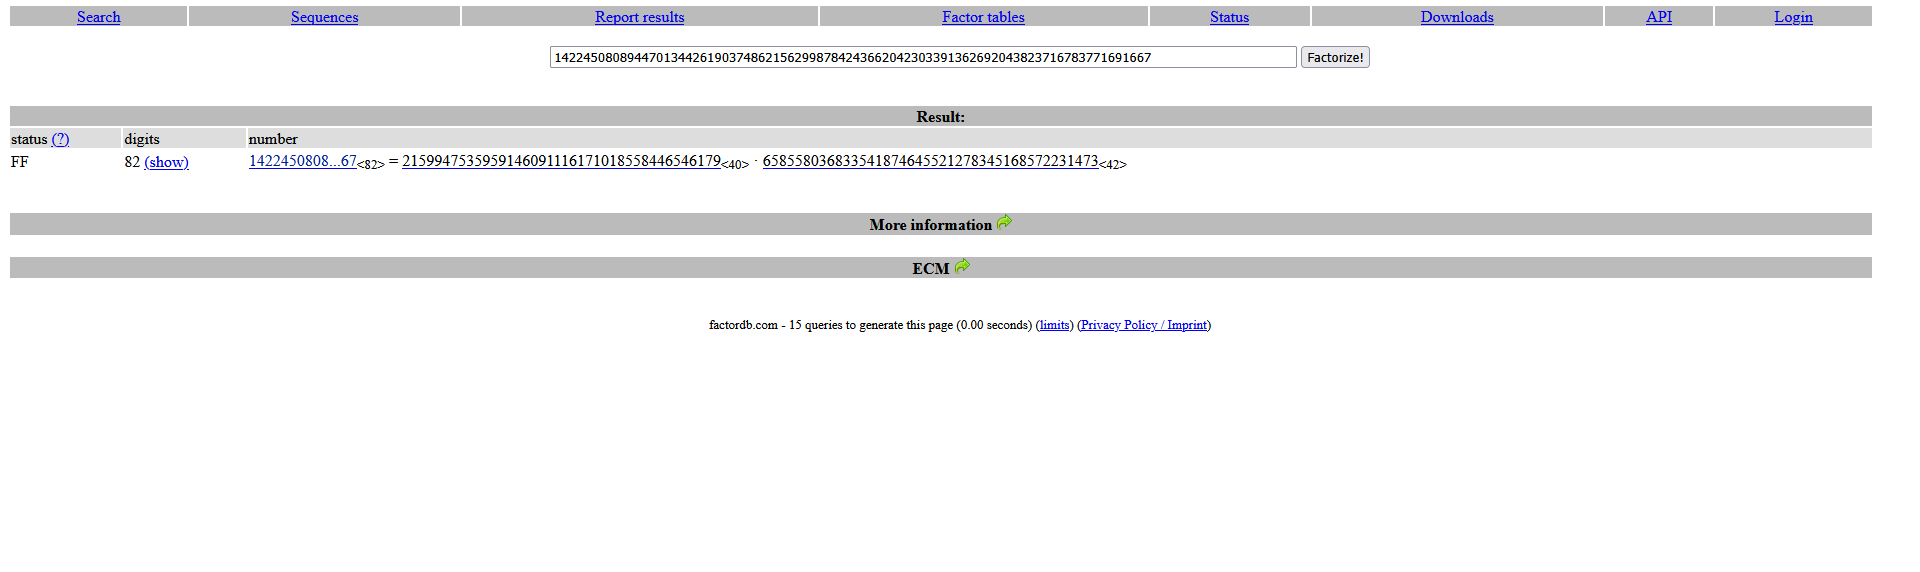 Search Sequences Report results Factor tables Status Downloads API Login
1422450808944701344261903748621562998784243662042303391362692043823716783771691667 Factorize!
Result:
status (?) digits number
FF 82 (show) 1422450808...67<82> = 2159947535959146091116171018558446546179<40> · 658558036833541874645521278345168572231473<42>
More information
ECM
factordb.com - 15 queries to generate this page (0.00 seconds) (limits) (Privacy Policy / Imprint)